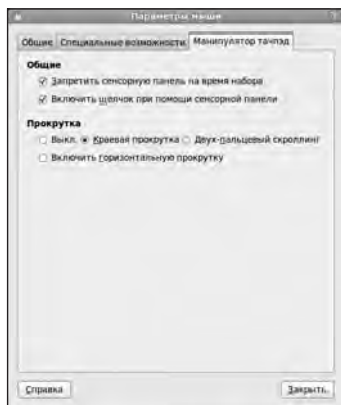 Параметры мыши
Общие Специальные возможности Манипулятор тачпэд
Общие
Запретить сенсорную панель на время набора
Включить щелчок при помощи сенсорной панели
Прокрутка
Выкл. Краевая прокрутка Двух-пальцевый скроллинг
Включить горизонтальную прокрутку
Справка Закрыть